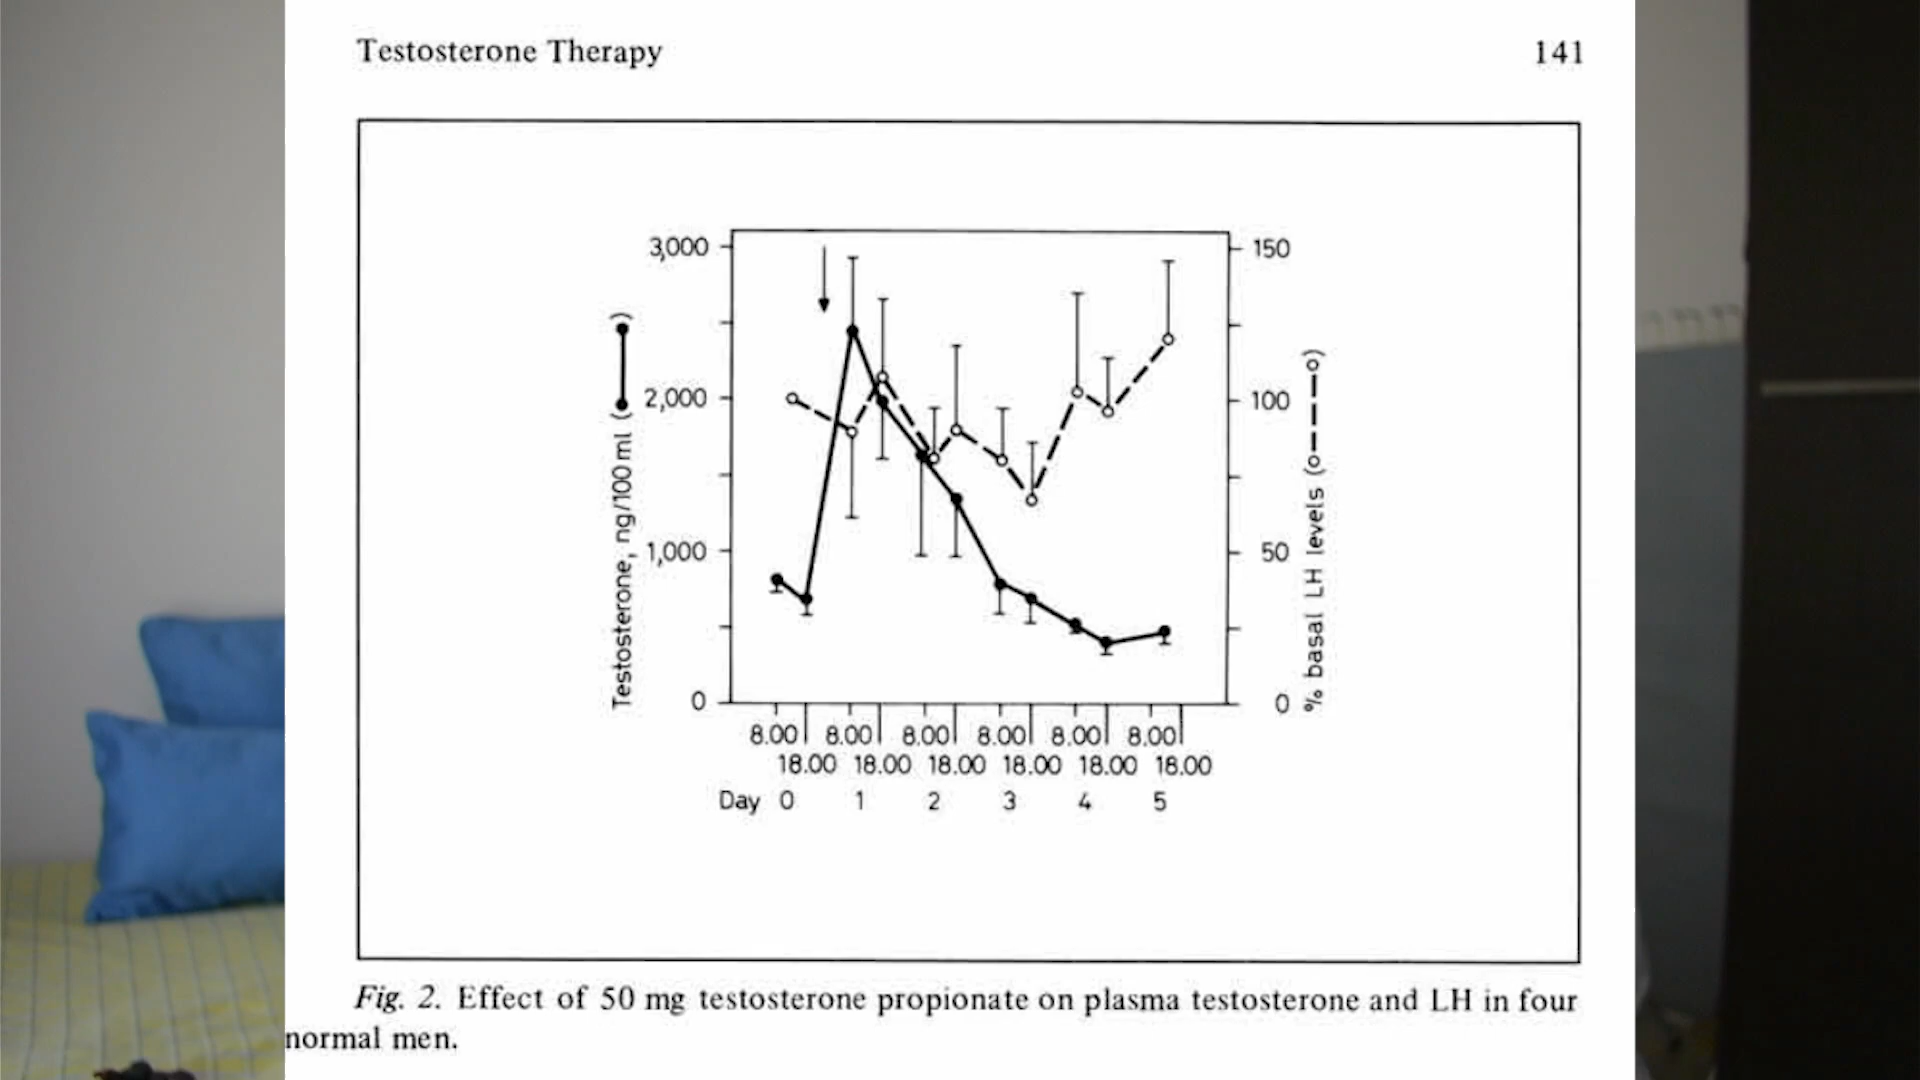 Testosterone Therapy 141
3,000
2,000
1,000
0
Testosterone, ng/100 ml (●—●)
150
100
50
0
% basal LH levels (o---o)
8.00 8.00 8.00 8.00 8.00 8.00
18.00 18.00 18.00 18.00 18.00 18.00
Day 0 1 2 3 4 5
Fig. 2. Effect of 50 mg testosterone propionate on plasma testosterone and LH in four
normal men.